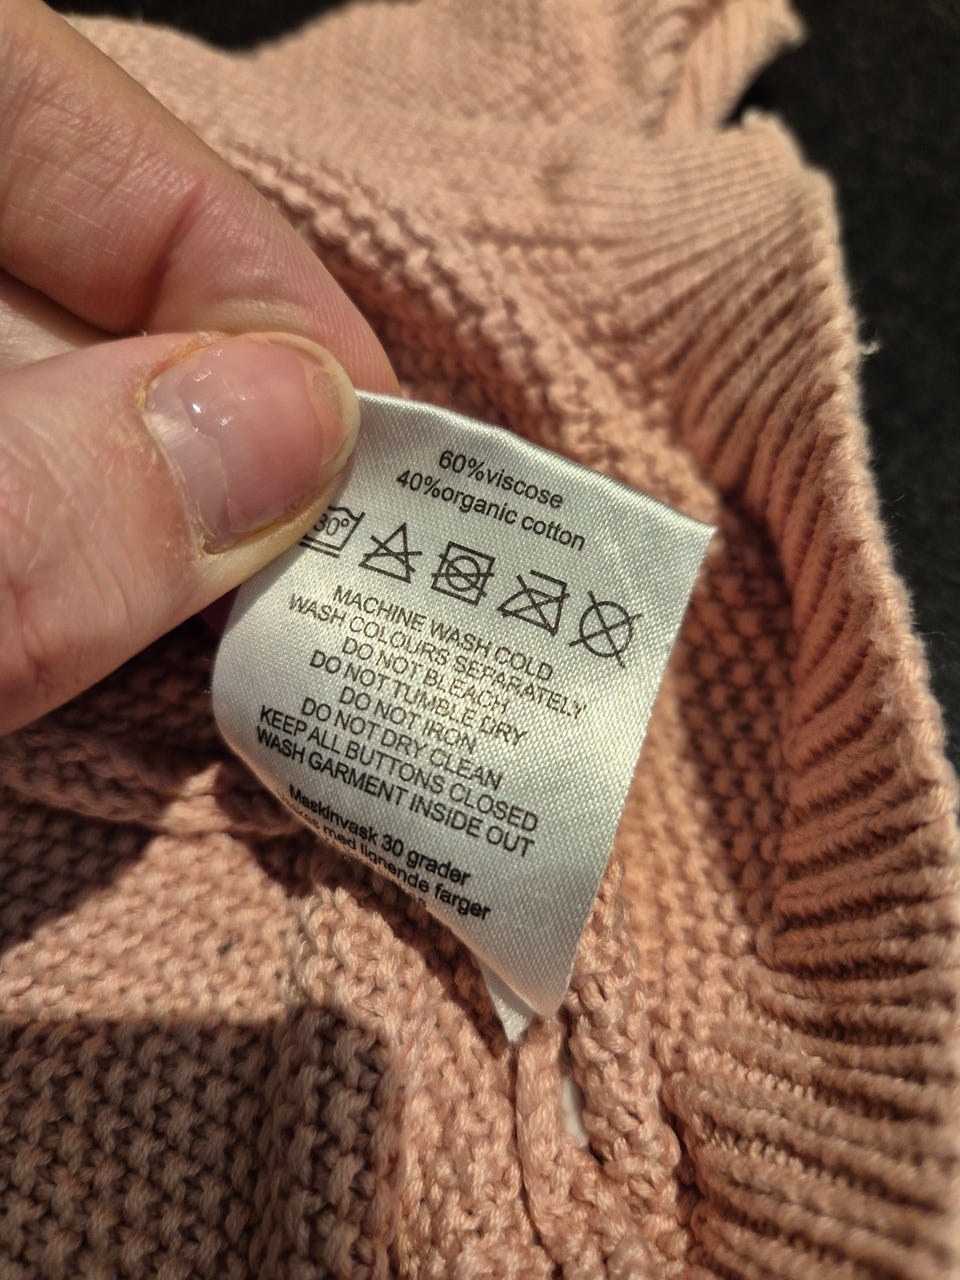 60%viscose
40%organic cotton
30°
MACHINE WASH COLD
WASH COLOURS SEPARATELY
DO NOT BLEACH
DO NOT TUMBLE DRY
DO NOT IRON
DO NOT DRY CLEAN
KEEP ALL BUTTONS CLOSED
WASH GARMENT INSIDE OUT
Maskinvask 30 grader
med lignende farger